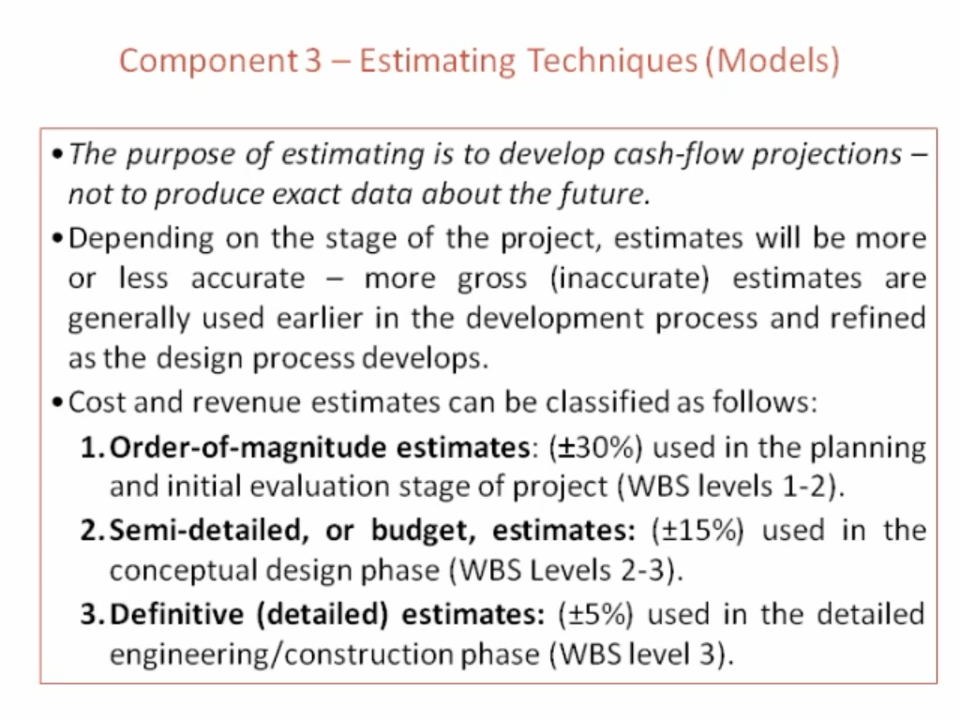 Component 3 – Estimating Techniques (Models)
•The purpose of estimating is to develop cash-flow projections –
not to produce exact data about the future.
•Depending on the stage of the project, estimates will be more
or less accurate – more gross (inaccurate) estimates are
generally used earlier in the development process and refined
as the design process develops.
•Cost and revenue estimates can be classified as follows:
1.Order-of-magnitude estimates: (±30%) used in the planning
and initial evaluation stage of project (WBS levels 1-2).
2.Semi-detailed, or budget, estimates: (±15%) used in the
conceptual design phase (WBS Levels 2-3).
3.Definitive (detailed) estimates: (±5%) used in the detailed
engineering/construction phase (WBS level 3).